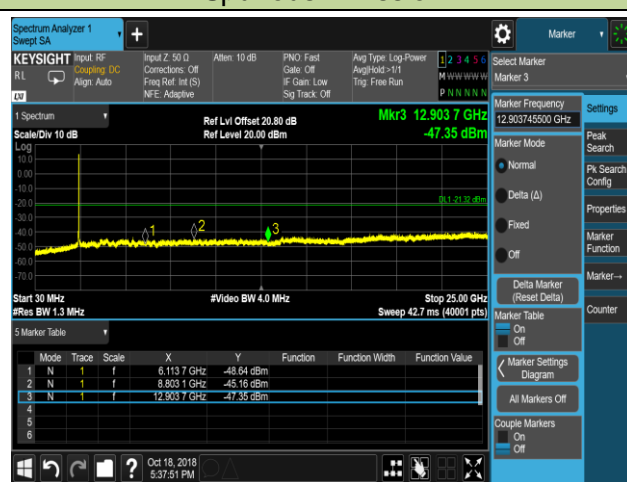 Spectrum Analyzer 1
Swept SA
+
Marker
KEYSIGHT
R L
LXI
Input: RF
Coupling: DC
Align: Auto
Input Z: 50 Ω
Corrections: Off
Freq Ref: Int (S)
NFE: Adaptive
Atten: 10 dB
PNO: Fast
Gate: Off
IF Gain: Low
Sig Track: Off
Avg Type: Log-Power
Avg|Hold:>1/1
Trig: Free Run
1 2 3 4 5 6
M W W W W W
P N N N N N
Select Marker
Marker 3
1 Spectrum
Scale/Div 10 dB
Ref Lvl Offset 20.80 dB
Ref Level 20.00 dBm
Mkr3 12.903 7 GHz
-47.35 dBm
Log
10.0
0.00
-10.0
-20.0
-30.0
-40.0
-50.0
-60.0
-70.0
DL1 -21.32 dBm
1
2
3
Start 30 MHz
#Res BW 1.3 MHz
#Video BW 4.0 MHz
Stop 25.00 GHz
Sweep 42.7 ms (40001 pts)
5 Marker Table
Mode Trace Scale X Y Function Function Width Function Value
1 N 1 f 6.113 7 GHz -48.64 dBm
2 N 1 f 8.803 1 GHz -45.16 dBm
3 N 1 f 12.903 7 GHz -47.35 dBm
4
5
6
Marker Frequency
12.903745500 GHz
Marker Mode
Normal
Delta (Δ)
Fixed
Off
Delta Marker
(Reset Delta)
Marker Table
On
Off
Marker Settings
Diagram
All Markers Off
Couple Markers
On
Off
Settings
Peak
Search
Pk Search
Config
Properties
Marker
Function
Marker→
Counter
?
Oct 18, 2018
5:37:51 PM